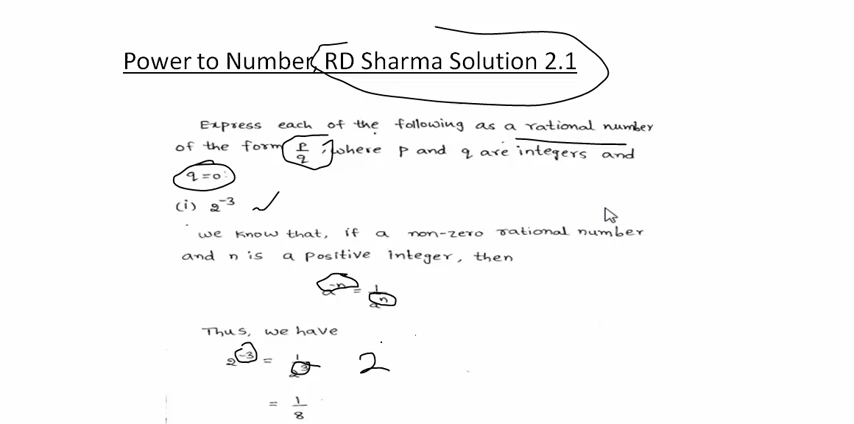 Power to Number, RD Sharma Solution 2.1
Express each of the following as a rational number
of the form p/q, where p and q are integers and
q = 0.
(i) 2⁻³
we know that, if a non-zero rational number
and n is a positive integer, then
a⁻ⁿ = 1/aⁿ
Thus, we have
2⁻³ = 1/2³ 2
= 1/8